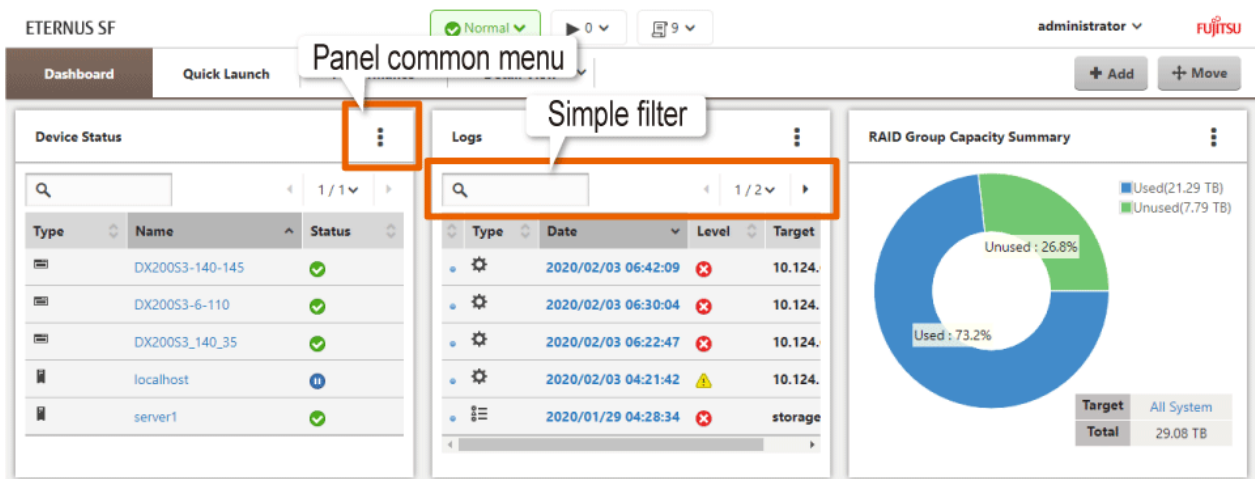 ETERNUS SF
Normal
0
9
administrator
FUJITSU
Panel common menu
Dashboard
Quick Launch
+ Add
Move
Simple filter
Device Status
Logs
RAID Group Capacity Summary
1 / 1
1 / 2
Used(21.29 TB)
Unused(7.79 TB)
Type Name Status
Type Date Level Target
Unused : 26.8%
DX200S3-140-145
2020/02/03 06:42:09 10.124.
DX200S3-6-110
2020/02/03 06:30:04 10.124.
Used : 73.2%
DX200S3_140_35
2020/02/03 06:22:47 10.124.
localhost
2020/02/03 04:21:42 10.124.
server1
2020/01/29 04:28:34 storage
Target All System
Total 29.08 TB